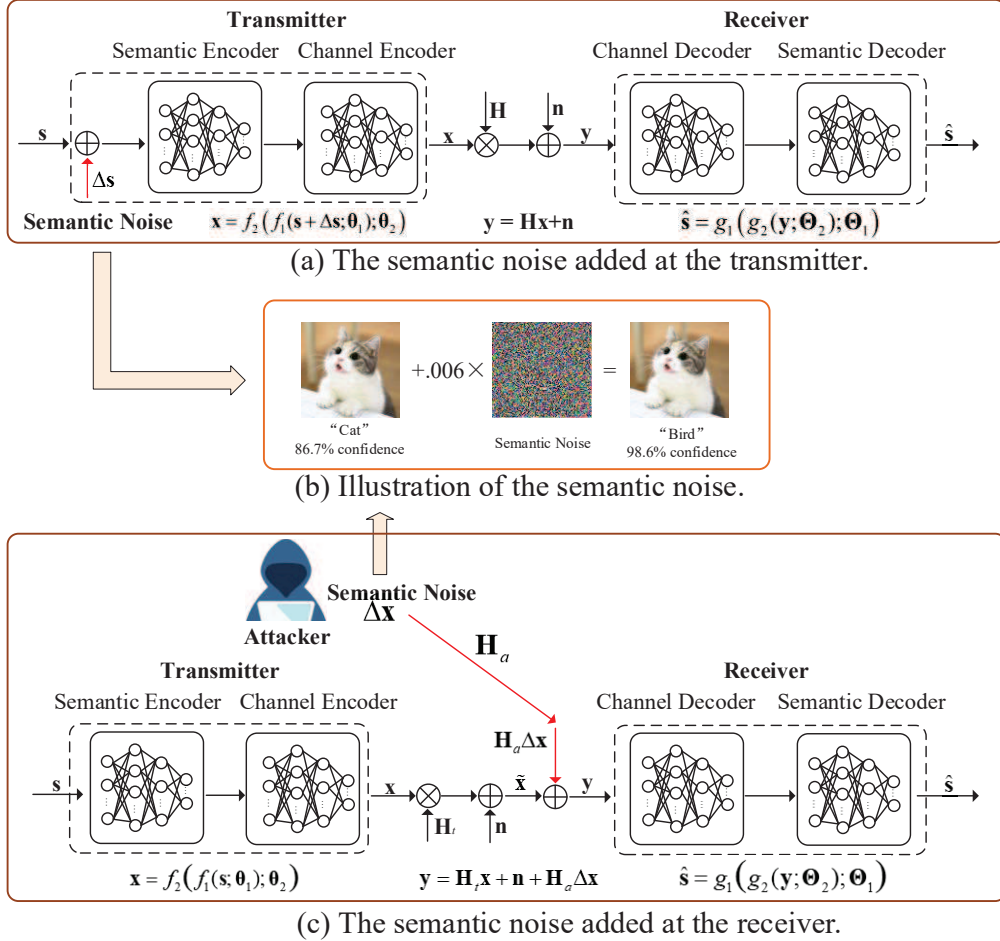 Transmitter
Receiver
Semantic Encoder
Channel Encoder
Channel Decoder
Semantic Decoder
s
Δs
x
H
n
y
ŝ
Semantic Noise
x = f₂(f₁(s + Δs;θ₁);θ₂)
y = Hx+n
ŝ = g₁(g₂(y;Θ₂);Θ₁)
(a) The semantic noise added at the transmitter.
+.006×
=
“Cat”
86.7% confidence
Semantic Noise
“Bird”
98.6% confidence
(b) Illustration of the semantic noise.
Attacker
Semantic Noise
Δx
Hₐ
Transmitter
Receiver
Semantic Encoder
Channel Encoder
Channel Decoder
Semantic Decoder
HₐΔx
s
x
Hₜ
n
x̃
y
ŝ
x = f₂(f₁(s;θ₁);θ₂)
y = Hₜx + n + HₐΔx
ŝ = g₁(g₂(y;Θ₂);Θ₁)
(c) The semantic noise added at the receiver.